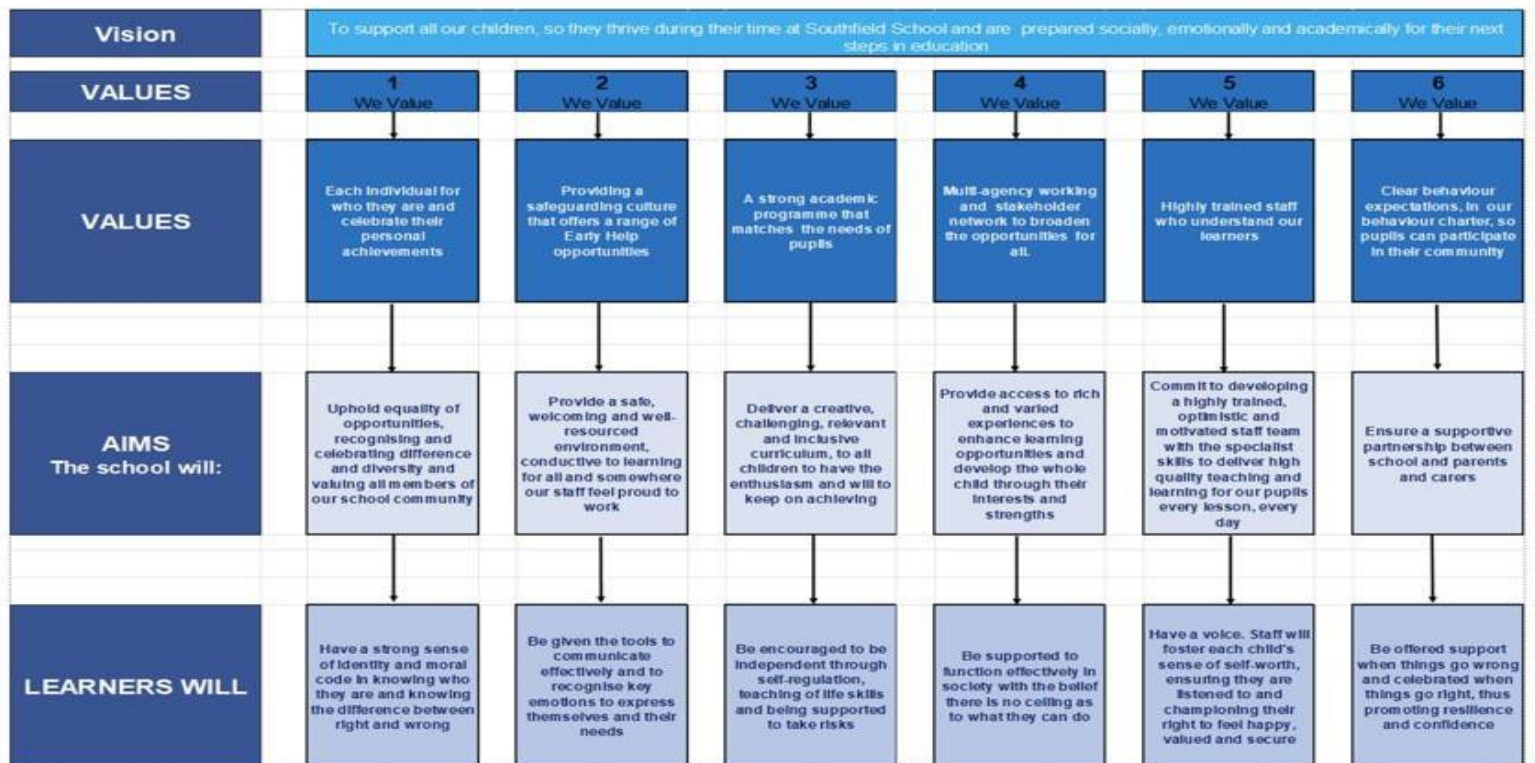 Vision
To support all our children, so they thrive during their time at Southfield School and are prepared socially, emotionally and academically for their next
steps in education
VALUES
1
We Value
2
We Value
3
We Value
4
We Value
5
We Value
6
We Value
VALUES
Each individual for
who they are and
celebrate their
personal
achievements
Providing a
safeguarding culture
that offers a range of
Early Help
opportunities
A strong academic
programme that
matches the needs of
pupils
Multi-agency working
and stakeholder
network to broaden
the opportunities for
all.
Highly trained staff
who understand our
learners
Clear behaviour
expectations, in our
behaviour charter, so
pupils can participate
in their community
AIMS
The school will:
Uphold equality of
opportunities,
recognising and
celebrating difference
and diversity and
valuing all members of
our school community
Provide a safe,
welcoming and well-
resourced
environment,
conductive to learning
for all and somewhere
our staff feel proud to
work
Deliver a creative,
challenging, relevant
and inclusive
curriculum, to all
children to have the
enthusiasm and will to
keep on achieving
Provide access to rich
and varied
experiences to
enhance learning
opportunities and
develop the whole
child through their
interests and
strengths
Commit to developing
a highly trained,
optimistic and
motivated staff team
with the specialist
skills to deliver high
quality teaching and
learning for our pupils
every lesson, every
day
Ensure a supportive
partnership between
school and parents
and carers
LEARNERS WILL
Have a strong sense
of identity and moral
code in knowing who
they are and knowing
the difference between
right and wrong
Be given the tools to
communicate
effectively and to
recognise key
emotions to express
themselves and their
needs
Be encouraged to be
independent through
self-regulation,
teaching of life skills
and being supported
to take risks
Be supported to
function effectively in
society with the belief
there is no ceiling as
to what they can do
Have a voice. Staff will
foster each child's
sense of self-worth,
ensuring they are
listened to and
championing their
right to feel happy,
valued and secure
Be offered support
when things go wrong
and celebrated when
things go right, thus
promoting resilience
and confidence